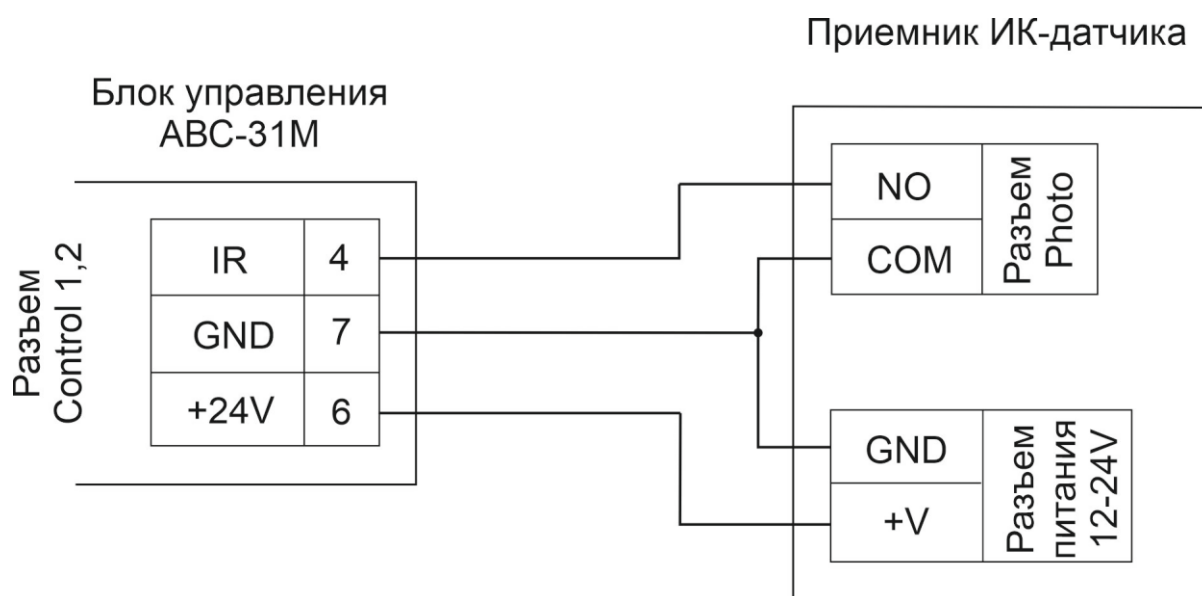 Приемник ИК-датчика
Блок управления
АВС-31М
Разъем
Control 1,2
IR 4
GND 7
+24V 6
NO
COM
Разъем
Photo
GND
+V
Разъем
питания
12-24V